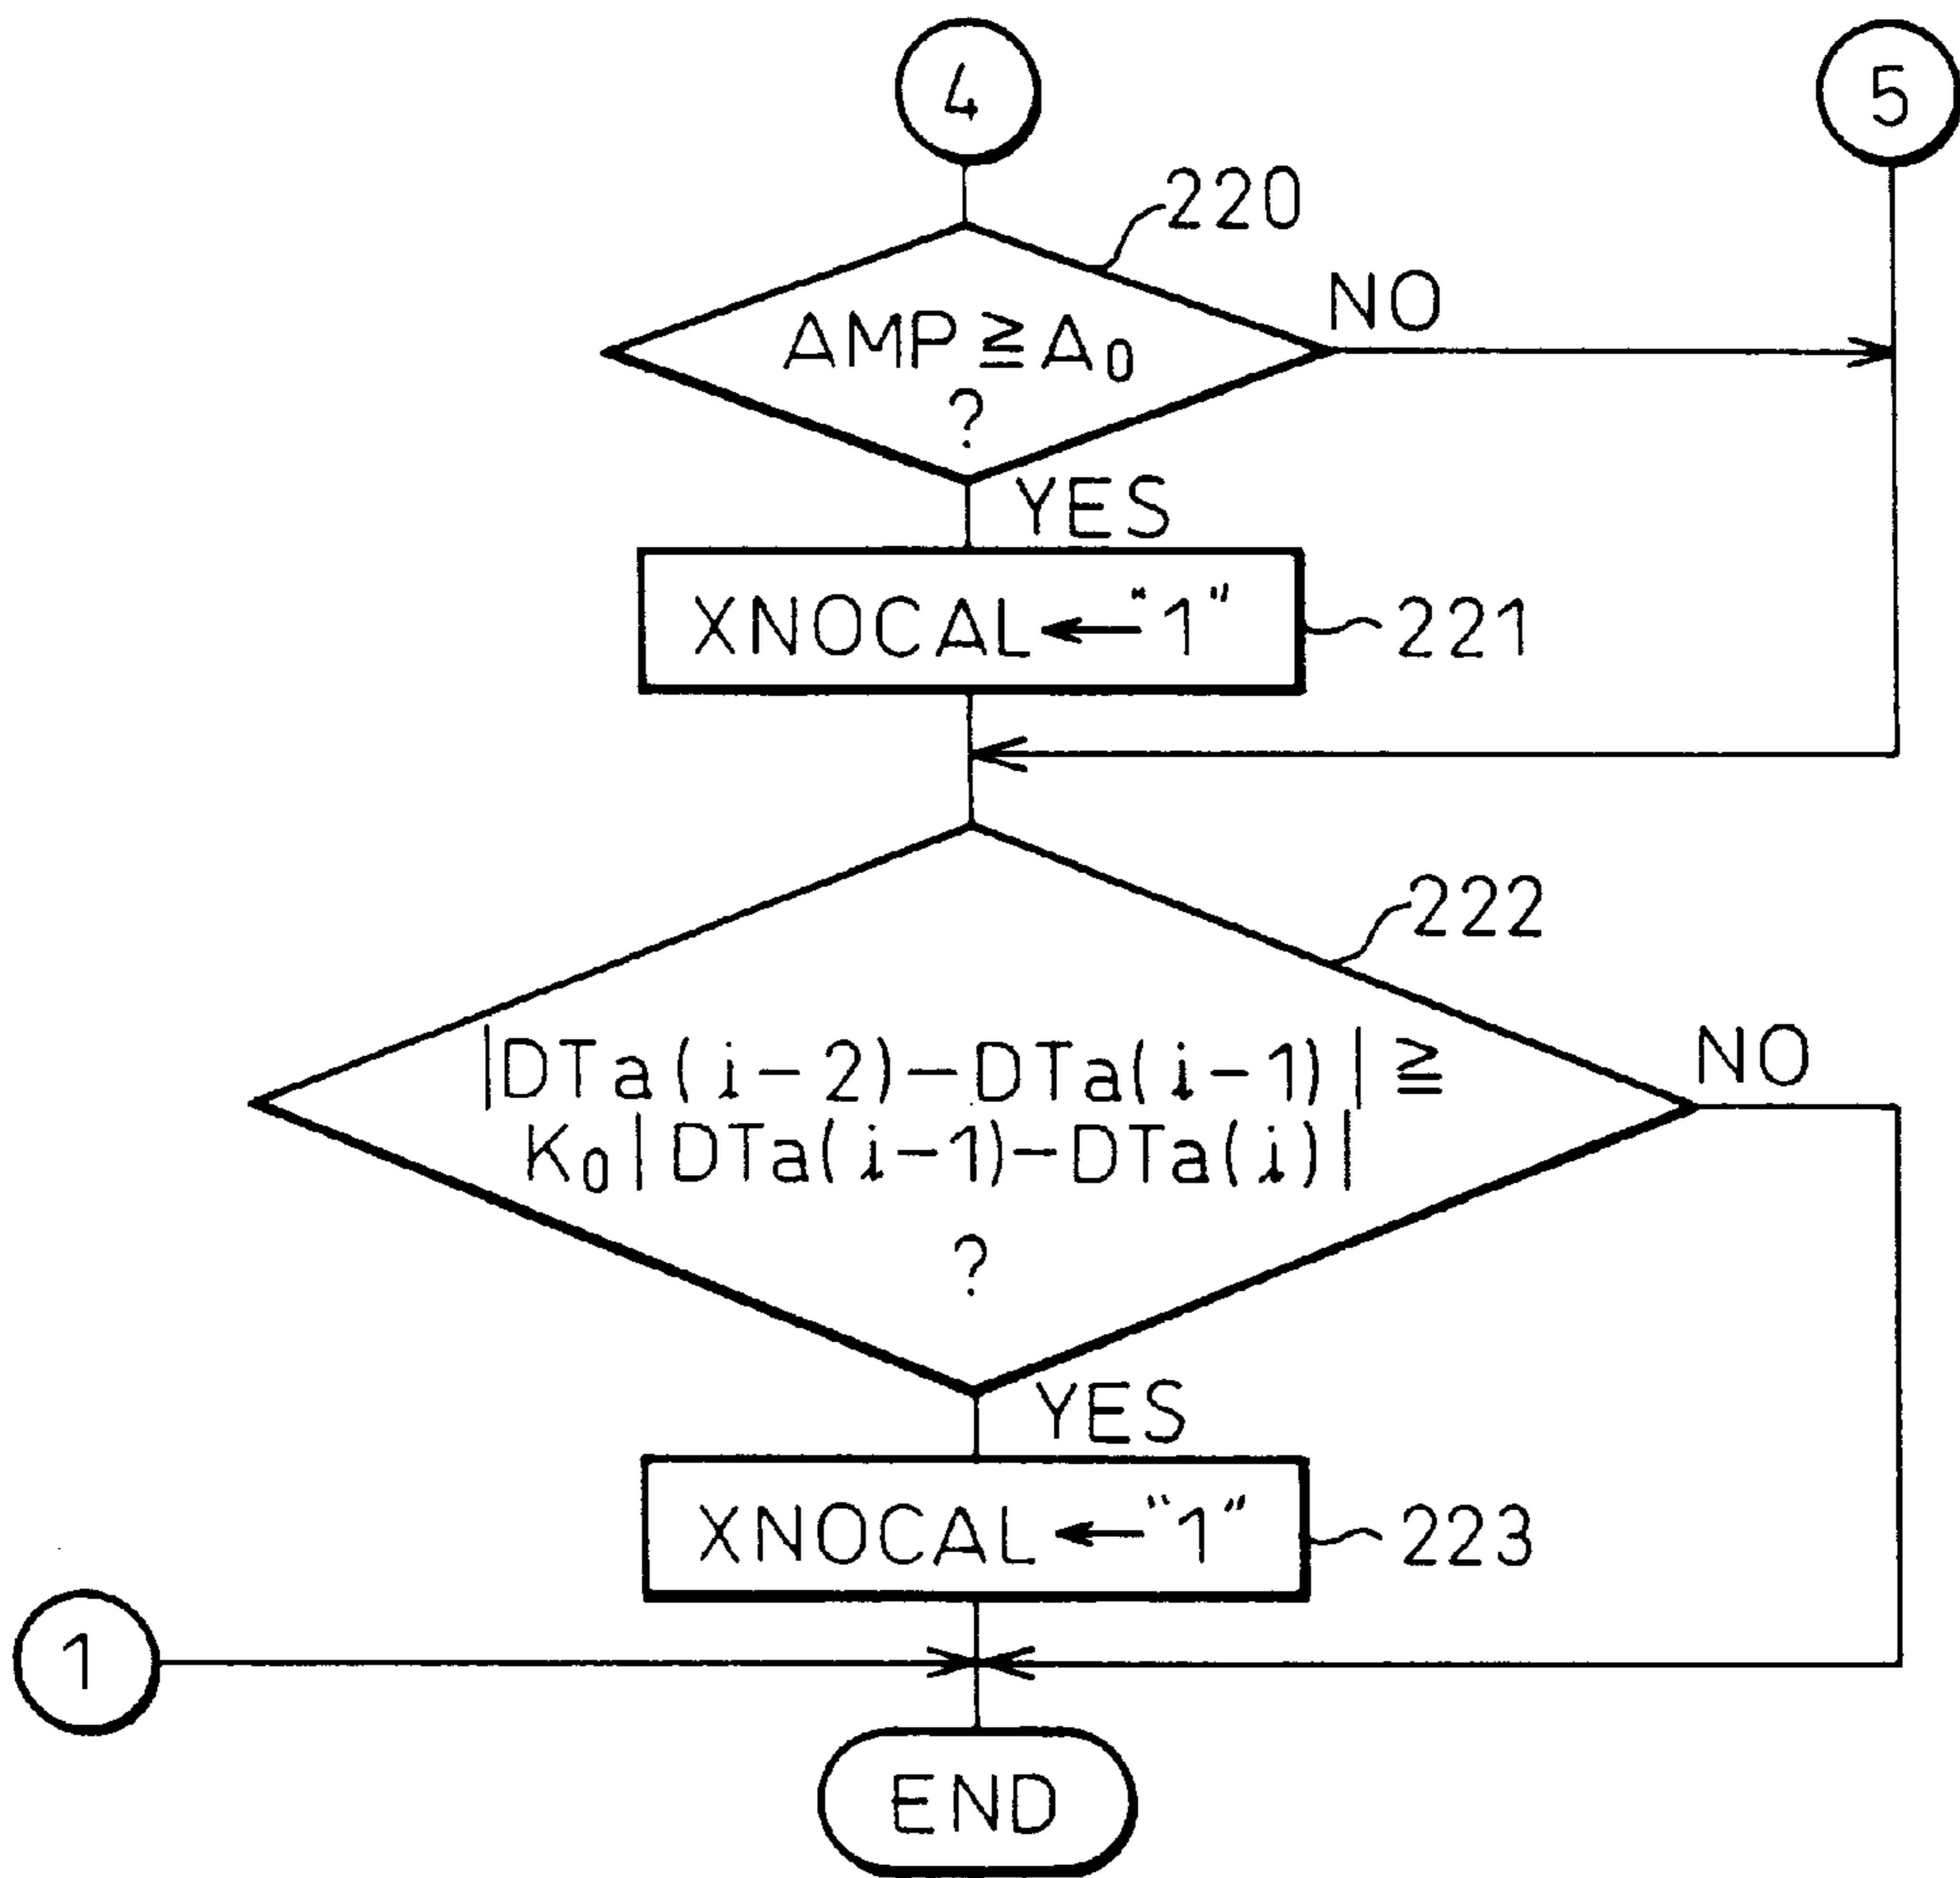 4
5
220
AMP≧A₀
?
NO
YES
XNOCAL←“1”
221
222
|DTa(i-2)-DTa(i-1)|≧
K₀|DTa(i-1)-DTa(i)|
?
NO
YES
XNOCAL←“1”
223
1
END